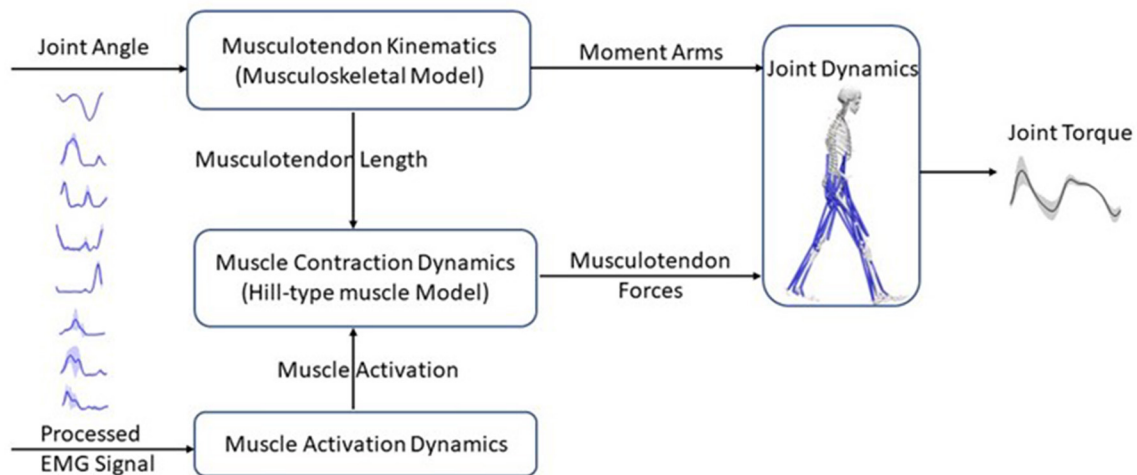 Joint Angle
Musculotendon Kinematics
(Musculoskeletal Model)
Moment Arms
Joint Dynamics
Joint Torque
Musculotendon Length
Muscle Contraction Dynamics
(Hill-type muscle Model)
Musculotendon
Forces
Muscle Activation
Processed
EMG Signal
Muscle Activation Dynamics